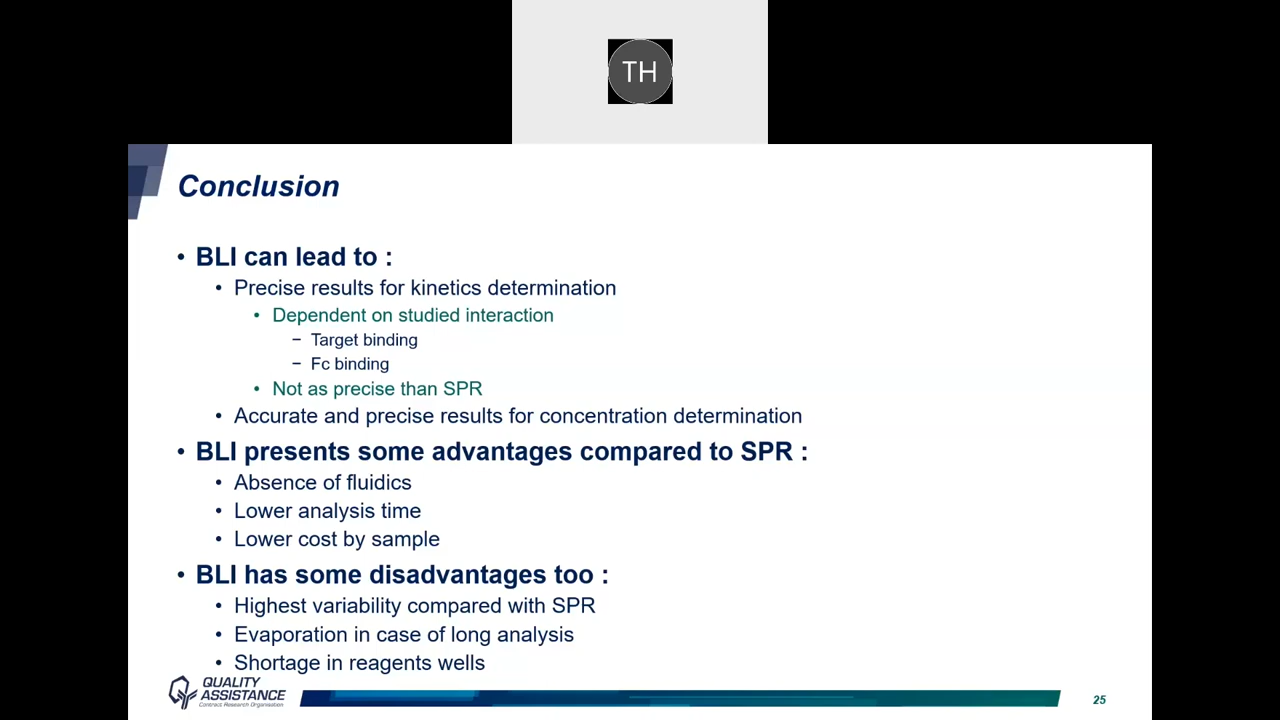 TH
Conclusion
• BLI can lead to :
• Precise results for kinetics determination
• Dependent on studied interaction
− Target binding
− Fc binding
• Not as precise than SPR
• Accurate and precise results for concentration determination
• BLI presents some advantages compared to SPR :
• Absence of fluidics
• Lower analysis time
• Lower cost by sample
• BLI has some disadvantages too :
• Highest variability compared with SPR
• Evaporation in case of long analysis
• Shortage in reagents wells
QUALITY
ASSISTANCE
Contract Research Organisation
25